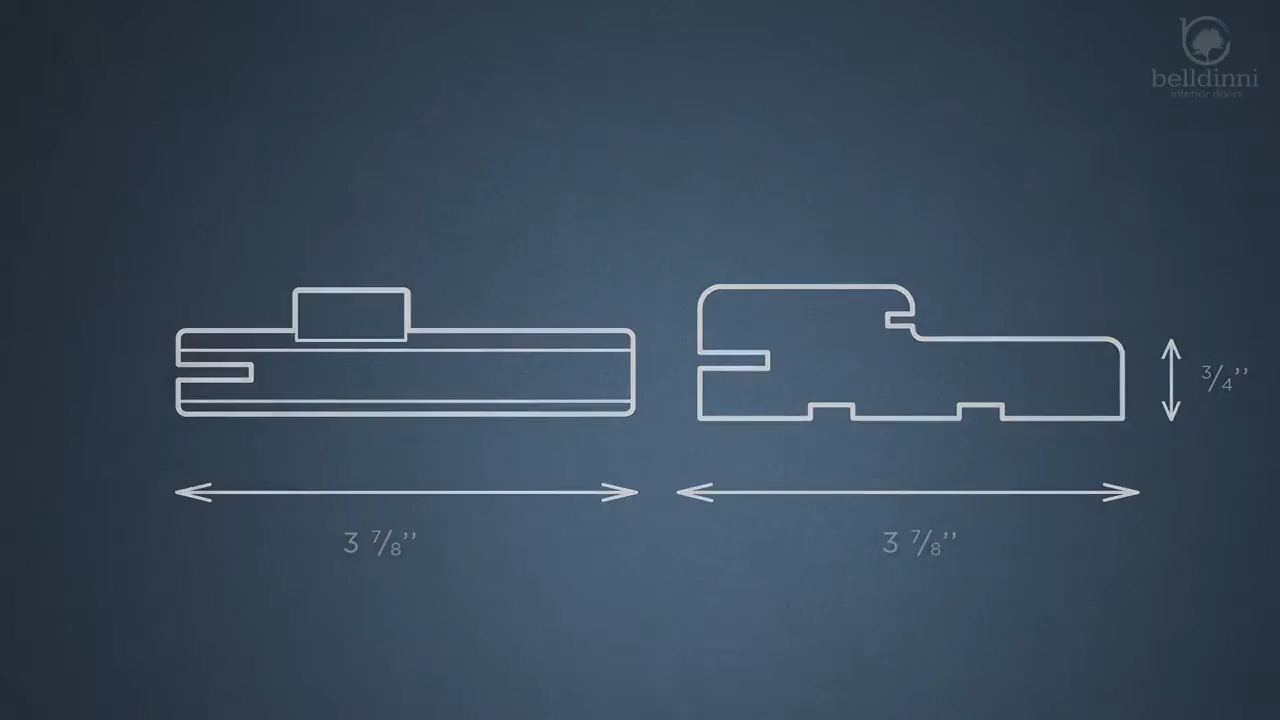 belldinni
interior doors
3/4’’
3 7/8’’
3 7/8’’